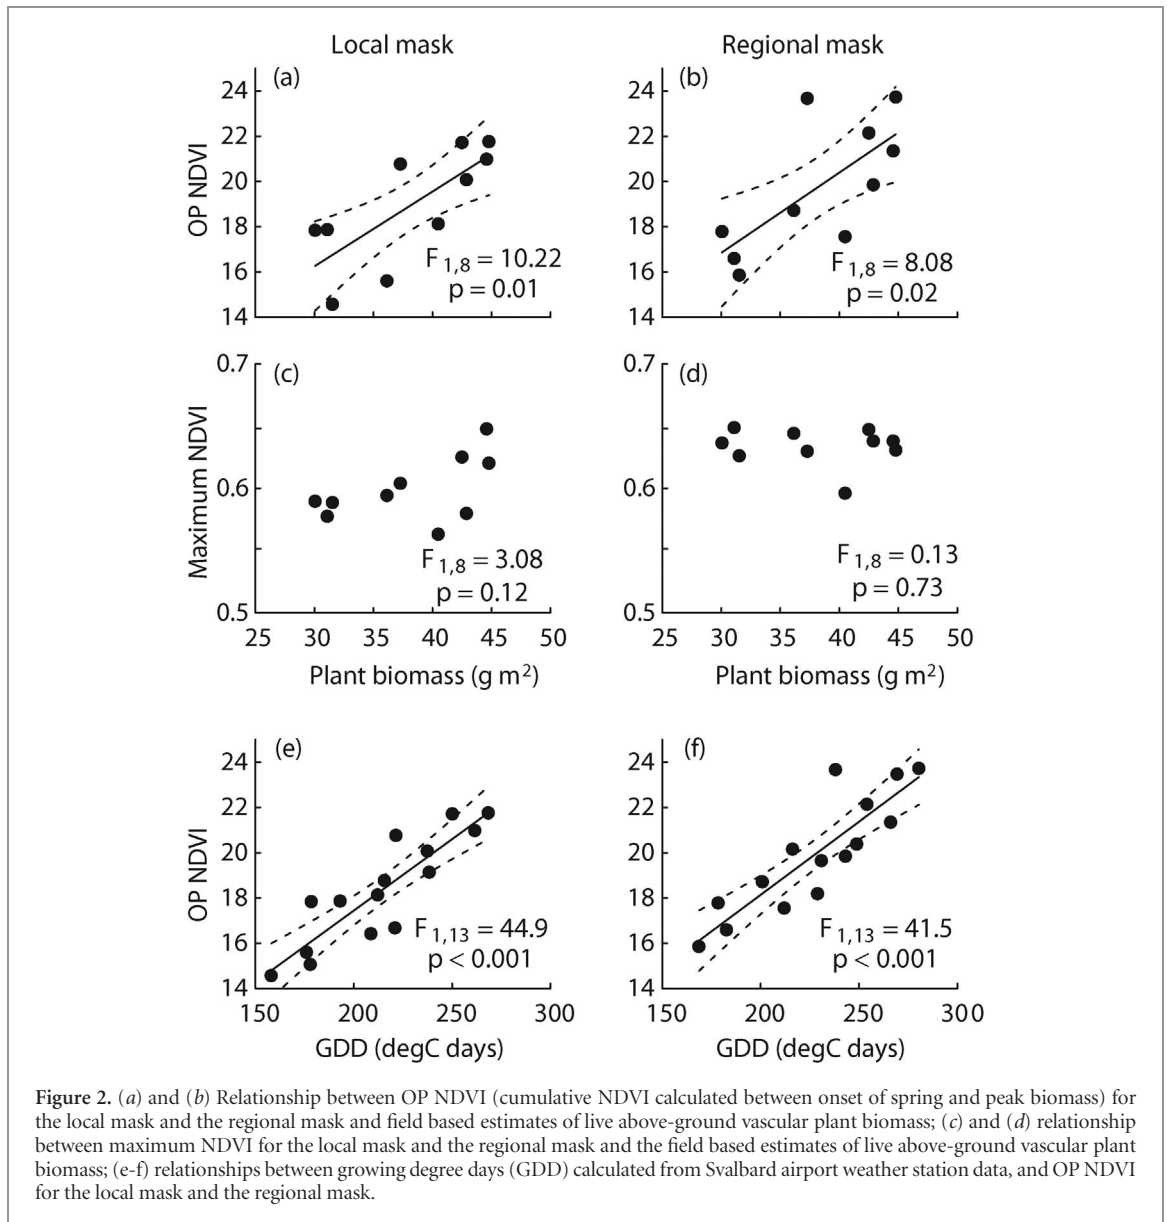 Local mask
Regional mask
(a)
24
22
20
18
16
14
OP NDVI
F1,8 = 10.22
p = 0.01
(b)
24
22
20
18
16
14
F1,8 = 8.08
p = 0.02
25 30 35 40 45 50
(c)
0.7
0.6
0.5
Maximum NDVI
F1,8 = 3.08
p = 0.12
25 30 35 40 45 50
Plant biomass (g m²)
(d)
F1,8 = 0.13
p = 0.73
25 30 35 40 45 50
Plant biomass (g m²)
(e)
24
22
20
18
16
14
OP NDVI
F1,13 = 44.9
p < 0.001
150 200 250 300
GDD (degC days)
(f)
24
22
20
18
16
14
F1,13 = 41.5
p < 0.001
150 200 250 300
GDD (degC days)
Figure 2. (a) and (b) Relationship between OP NDVI (cumulative NDVI calculated between onset of spring and peak biomass) for
the local mask and the regional mask and field based estimates of live above-ground vascular plant biomass; (c) and (d) relationship
between maximum NDVI for the local mask and the regional mask and the field based estimates of live above-ground vascular plant
biomass; (e-f) relationships between growing degree days (GDD) calculated from Svalbard airport weather station data, and OP NDVI
for the local mask and the regional mask.